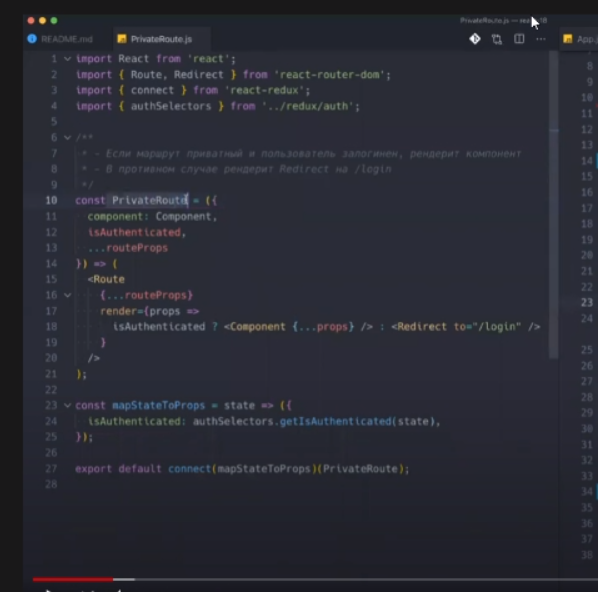 PrivateRoute.js —
README.md
PrivateRoute.js
App.j
1 import React from 'react';
2 import { Route, Redirect } from 'react-router-dom';
3 import { connect } from 'react-redux';
4 import { authSelectors } from '../redux/auth';
5
6 /**
7 * - Если маршрут приватный и пользователь залогинен, рендерит компонент
8 * - В противном случае рендерит Redirect на /login
9 */
10 const PrivateRoute = ({
11 component: Component,
12 isAuthenticated,
13 ...routeProps
14 }) => (
15 <Route
16 {...routeProps}
17 render={props =>
18 isAuthenticated ? <Component {...props} /> : <Redirect to="/login" />
19 }
20 />
21 );
22
23 const mapStateToProps = state => ({
24 isAuthenticated: authSelectors.getIsAuthenticated(state),
25 });
26
27 export default connect(mapStateToProps)(PrivateRoute);
28
8
9
10
11
12
13
14
15
16
17
18
19
20
21
22
23
24
25
26
27
28
29
30
31
32
33
34
35
36
37
38